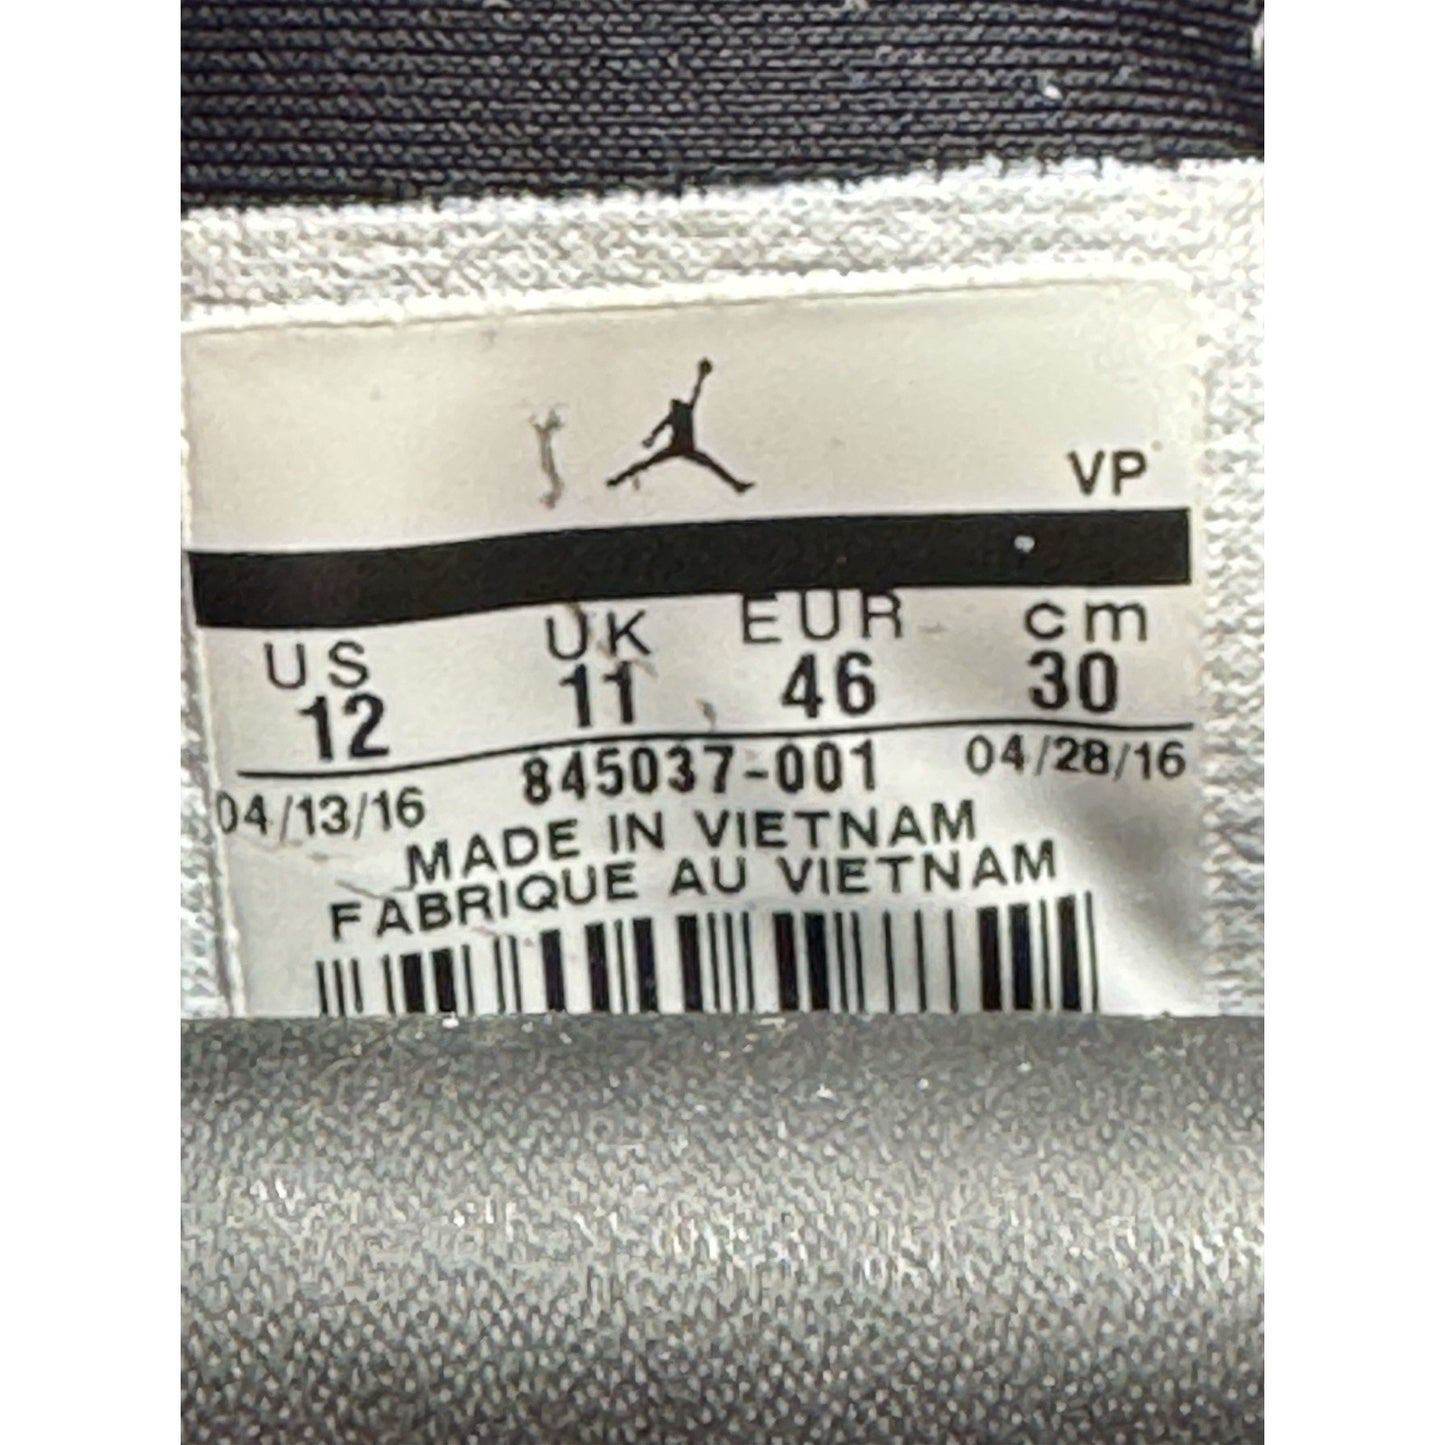 VP
US UK EUR cm
12 11 46 30
04/13/16 845037-001 04/28/16
MADE IN VIETNAM
FABRIQUE AU VIETNAM